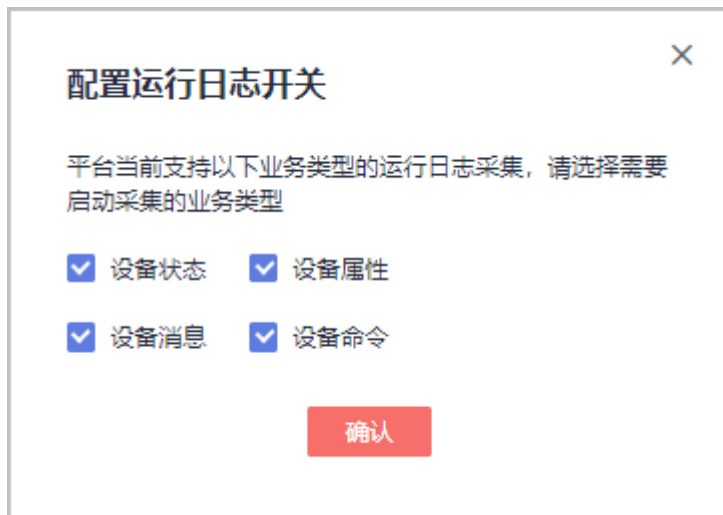 配置运行日志开关
平台当前支持以下业务类型的运行日志采集，请选择需要
启动采集的业务类型
设备状态 设备属性
设备消息 设备命令
确认